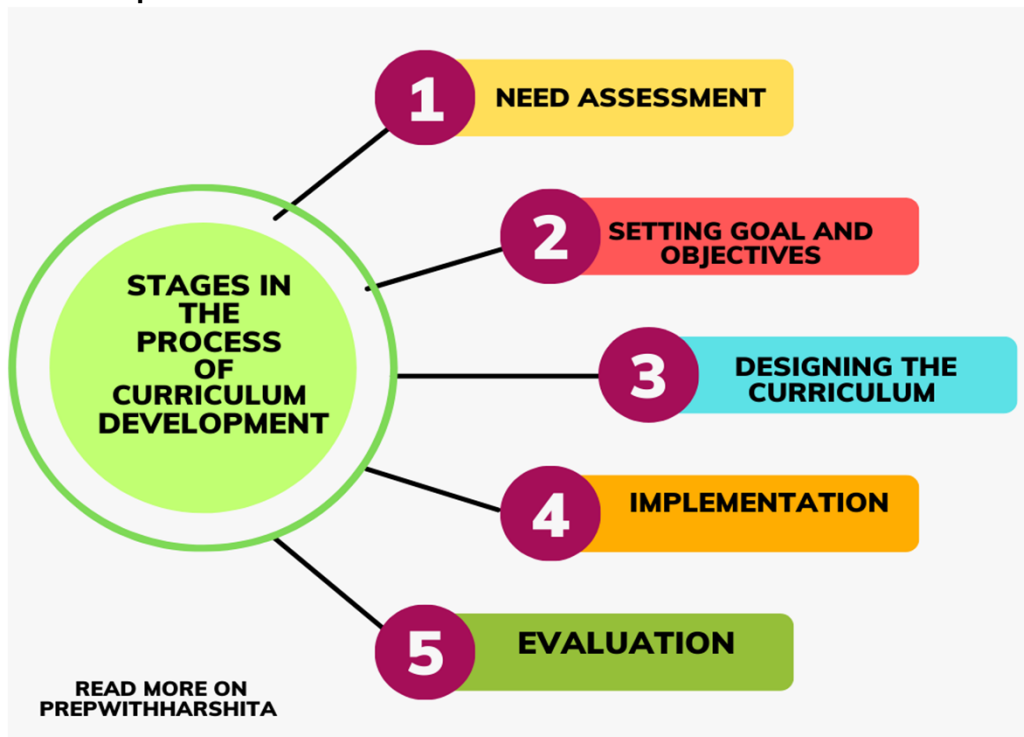 STAGES IN
THE
PROCESS
OF
CURRICULUM
DEVELOPMENT
1
NEED ASSESSMENT
2
SETTING GOAL AND
OBJECTIVES
3
DESIGNING THE
CURRICULUM
4
IMPLEMENTATION
5
EVALUATION
READ MORE ON
PREPWITHHARSHITA